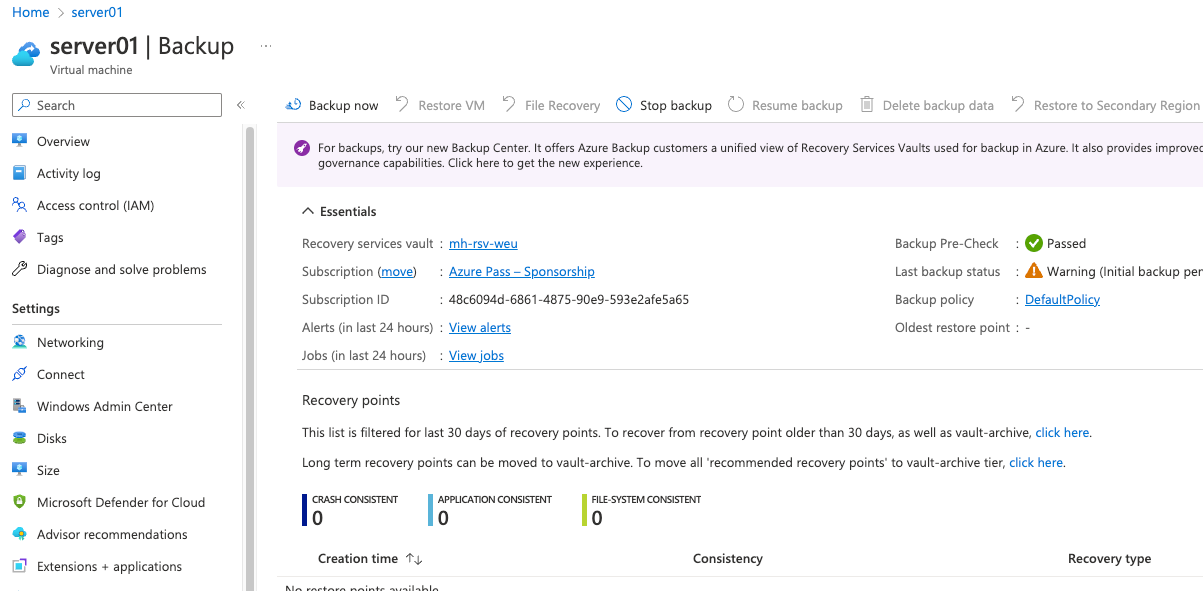 Home > server01
server01 | Backup ...
Virtual machine
Search «
Backup now Restore VM File Recovery Stop backup Resume backup Delete backup data Restore to Secondary Region
Overview
Activity log
Access control (IAM)
Tags
Diagnose and solve problems
Settings
Networking
Connect
Windows Admin Center
Disks
Size
Microsoft Defender for Cloud
Advisor recommendations
Extensions + applications
For backups, try our new Backup Center. It offers Azure Backup customers a unified view of Recovery Services Vaults used for backup in Azure. It also provides improved
governance capabilities. Click here to get the new experience.
Essentials
Recovery services vault : mh-rsv-weu
Subscription (move) : Azure Pass – Sponsorship
Subscription ID : 48c6094d-6861-4875-90e9-593e2afe5a65
Alerts (in last 24 hours) : View alerts
Jobs (in last 24 hours) : View jobs
Backup Pre-Check : Passed
Last backup status : Warning (Initial backup per
Backup policy : DefaultPolicy
Oldest restore point : -
Recovery points
This list is filtered for last 30 days of recovery points. To recover from recovery point older than 30 days, as well as vault-archive, click here.
Long term recovery points can be moved to vault-archive. To move all 'recommended recovery points' to vault-archive tier, click here.
CRASH CONSISTENT APPLICATION CONSISTENT FILE-SYSTEM CONSISTENT
0 0 0
Creation time ↑↓ Consistency Recovery type
No restore points available.